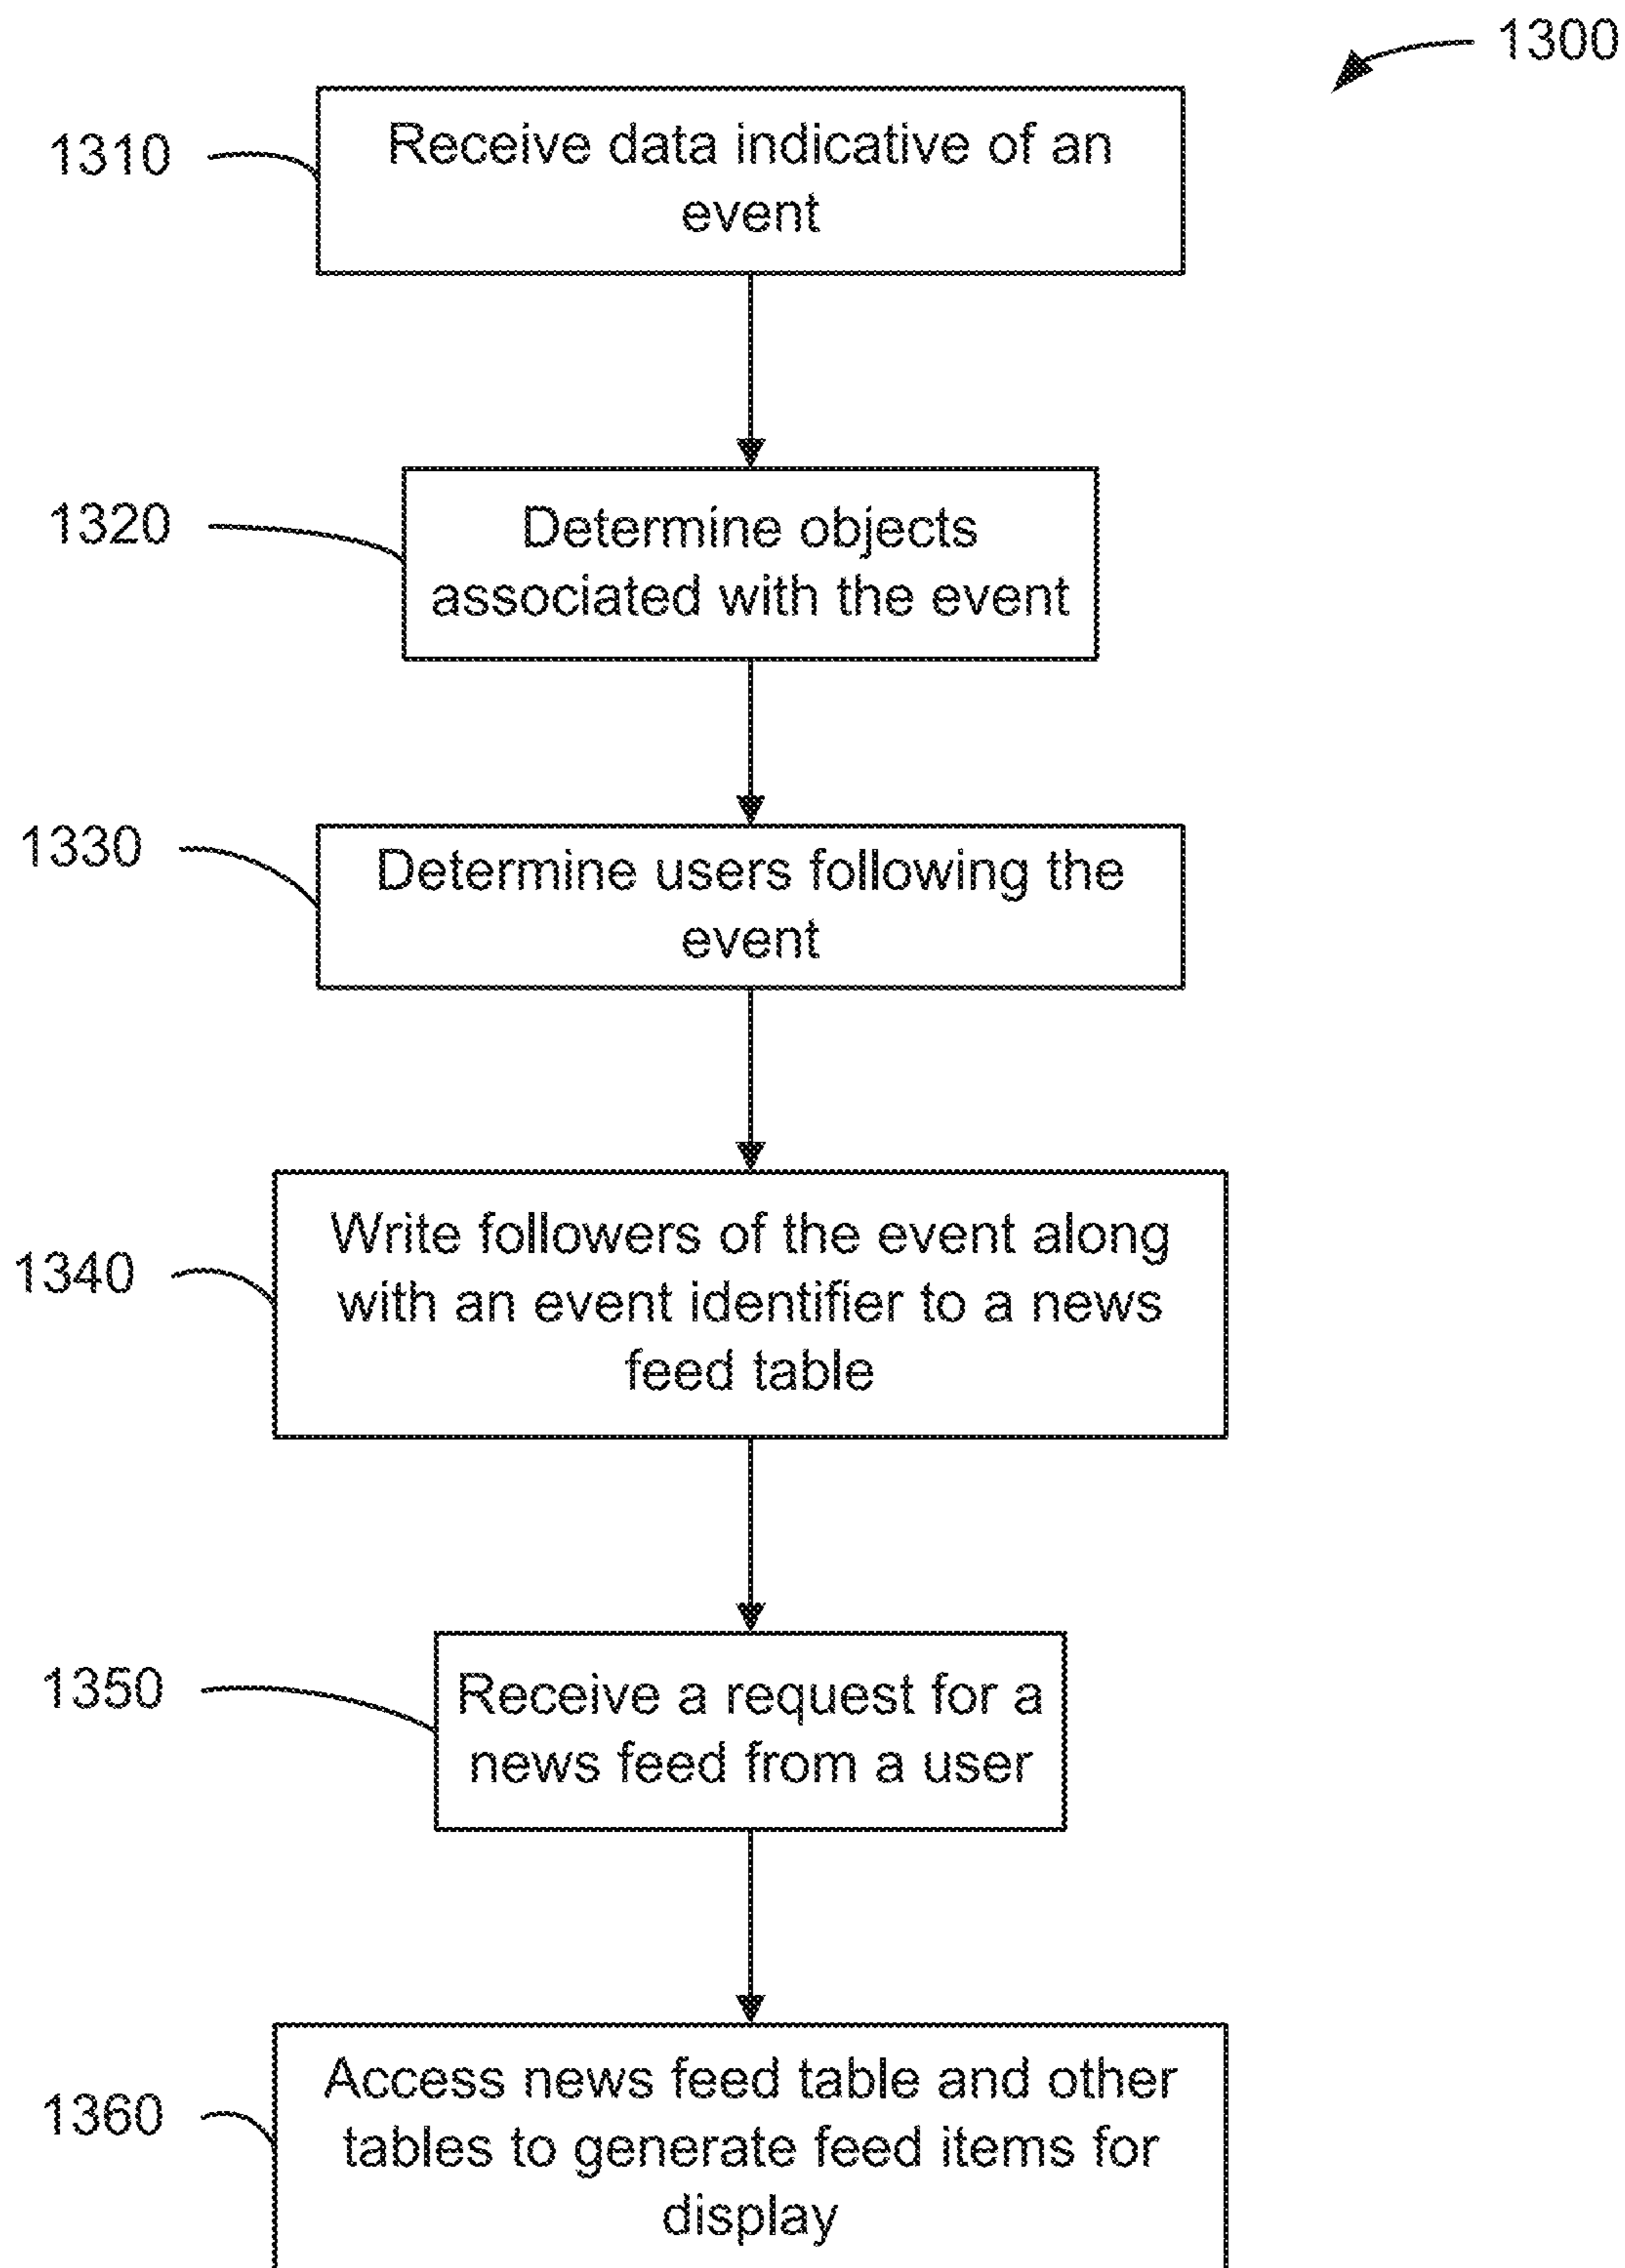 1300
1310
Receive data indicative of an
event
1320
Determine objects
associated with the event
1330
Determine users following the
event
1340
Write followers of the event along
with an event identifier to a news
feed table
1350
Receive a request for a
news feed from a user
1360
Access news feed table and other
tables to generate feed items for
display